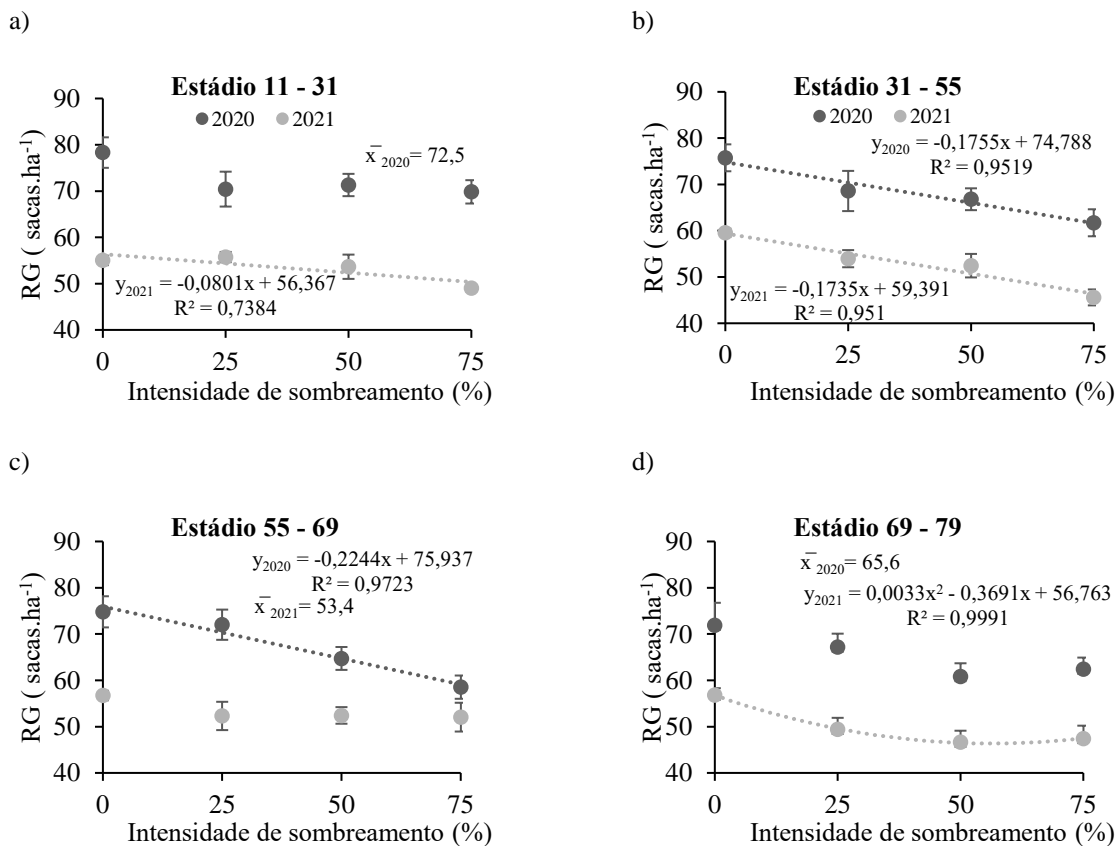 a)
Estádio 11 - 31
2020 2021
x̄2020= 72,5
y2021 = -0,0801x + 56,367
R² = 0,7384
90
80
70
60
50
40
0 25 50 75
RG ( sacas.ha-1)
Intensidade de sombreamento (%)
b)
Estádio 31 - 55
2020 2021
y2020 = -0,1755x + 74,788
R² = 0,9519
y2021 = -0,1735x + 59,391
R² = 0,951
90
80
70
60
50
40
0 25 50 75
RG ( sacas.ha-1)
Intensidade de sombreamento (%)
c)
Estádio 55 - 69
y2020 = -0,2244x + 75,937
R² = 0,9723
x̄2021= 53,4
90
80
70
60
50
40
0 25 50 75
RG ( sacas.ha-1)
Intensidade de sombreamento (%)
d)
Estádio 69 - 79
x̄2020= 65,6
y2021 = 0,0033x² - 0,3691x + 56,763
R² = 0,9991
90
80
70
60
50
40
0 25 50 75
RG ( sacas.ha-1)
Intensidade de sombreamento (%)